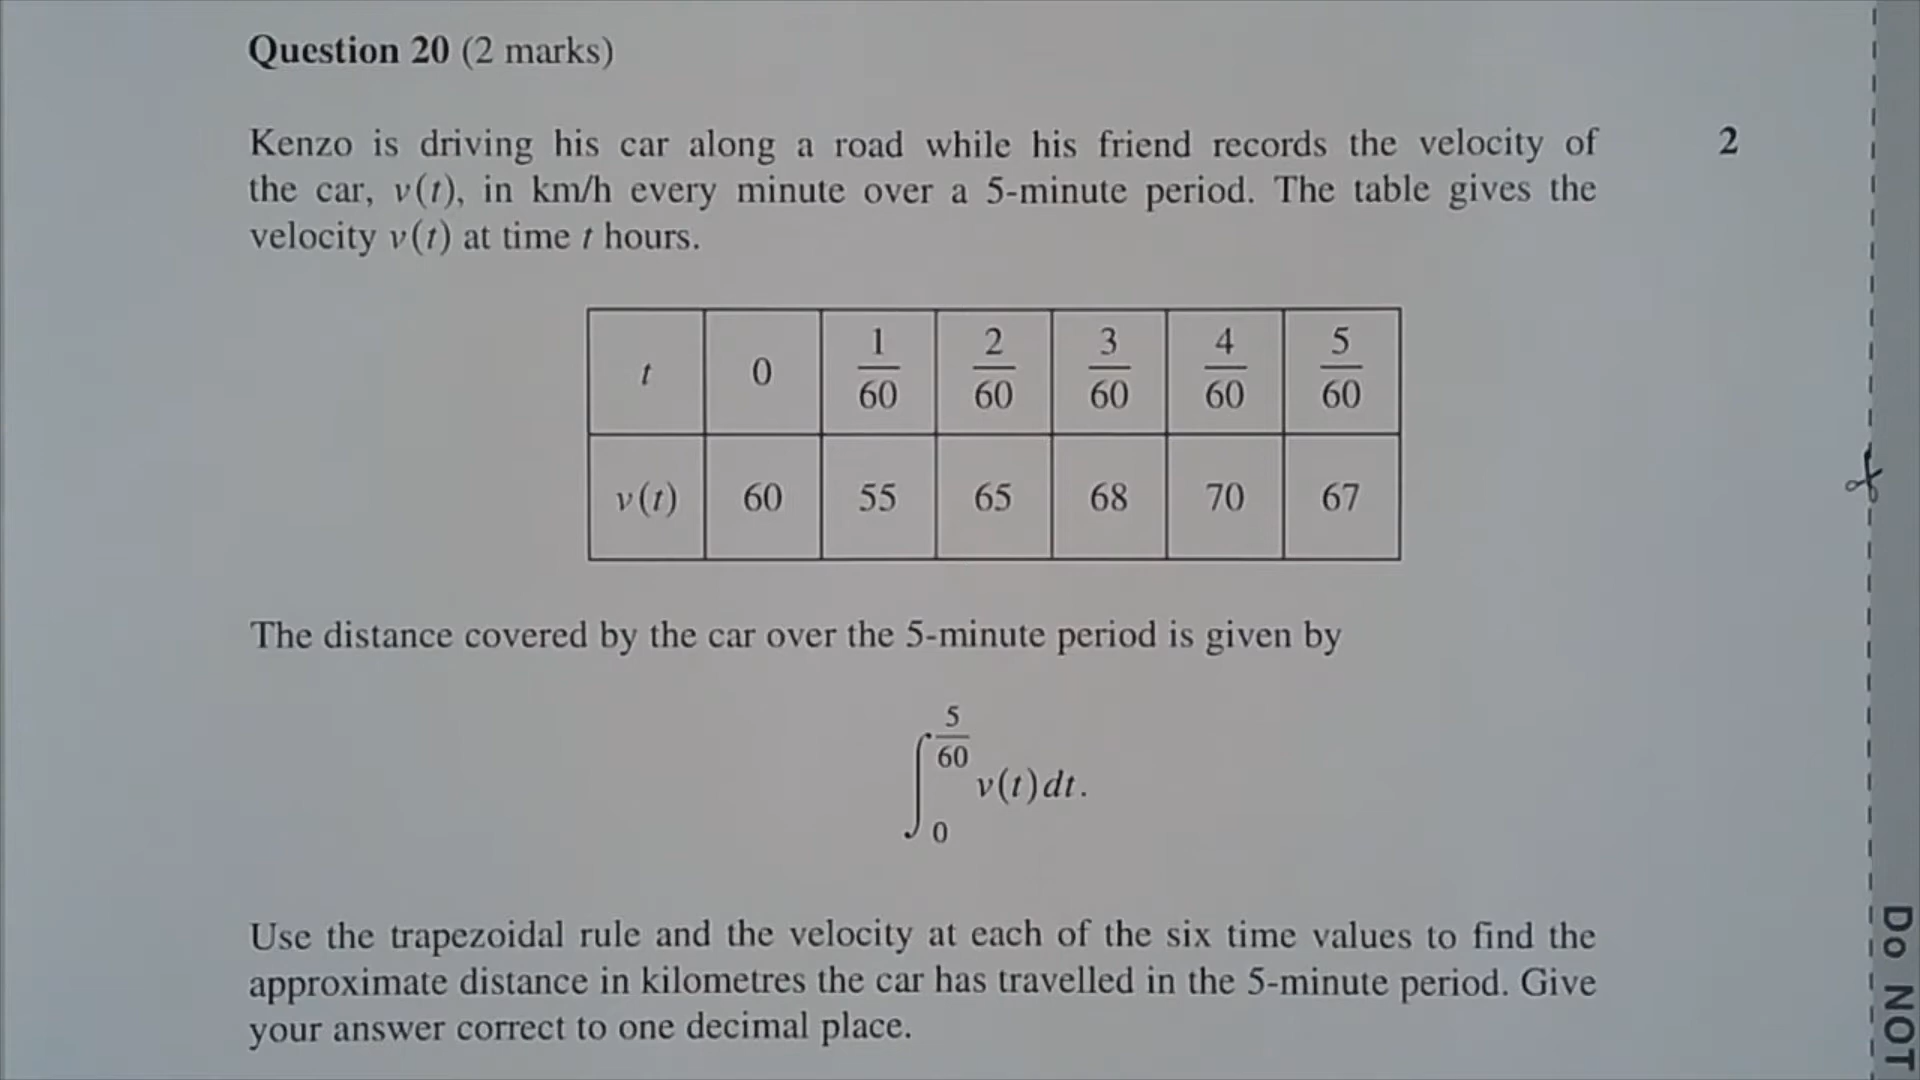 Question 20 (2 marks)
Kenzo is driving his car along a road while his friend records the velocity of 2
the car, v(t), in km/h every minute over a 5-minute period. The table gives the
velocity v(t) at time t hours.
t 0 1/60 2/60 3/60 4/60 5/60
v(t) 60 55 65 68 70 67
The distance covered by the car over the 5-minute period is given by
∫_0^{5/60} v(t) dt.
Use the trapezoidal rule and the velocity at each of the six time values to find the
approximate distance in kilometres the car has travelled in the 5-minute period. Give
your answer correct to one decimal place.
Do NOT